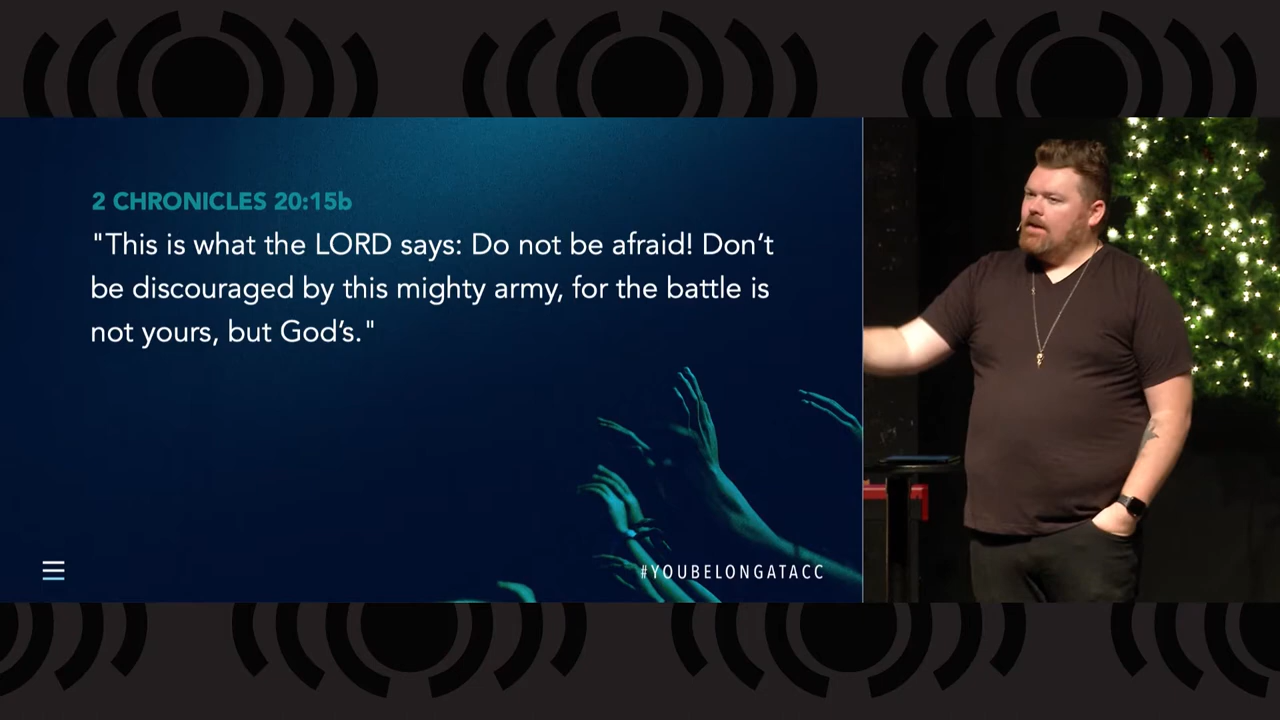 2 CHRONICLES 20:15b
"This is what the LORD says: Do not be afraid! Don’t
be discouraged by this mighty army, for the battle is
not yours, but God’s."
#YOUBELONGATACC